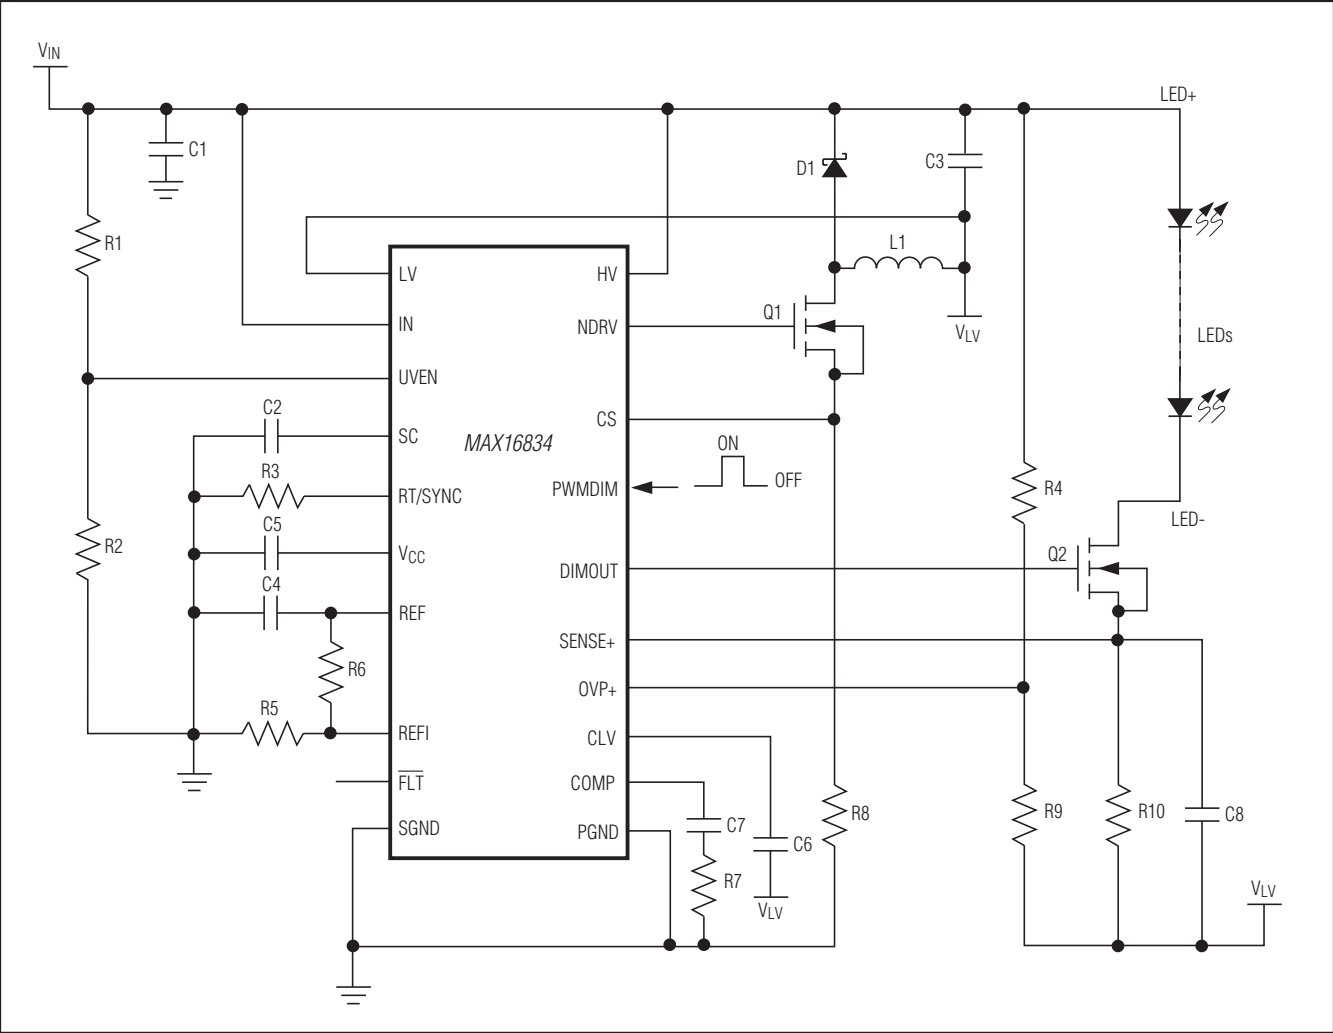 VIN
LED+
C1
D1
C3
R1
L1
LV
HV
Q1
IN
NDRV
VLV
LEDs
UVEN
C2
CS
SC
MAX16834
ON
R3
OFF
RT/SYNC
PWMDIM
R4
LED-
C5
R2
VCC
Q2
DIMOUT
C4
REF
SENSE+
R6
OVP+
R5
REFI
CLV
FLT
COMP
R8
R9
R10
C8
SGND
PGND
C7
C6
R7
VLV
VLV